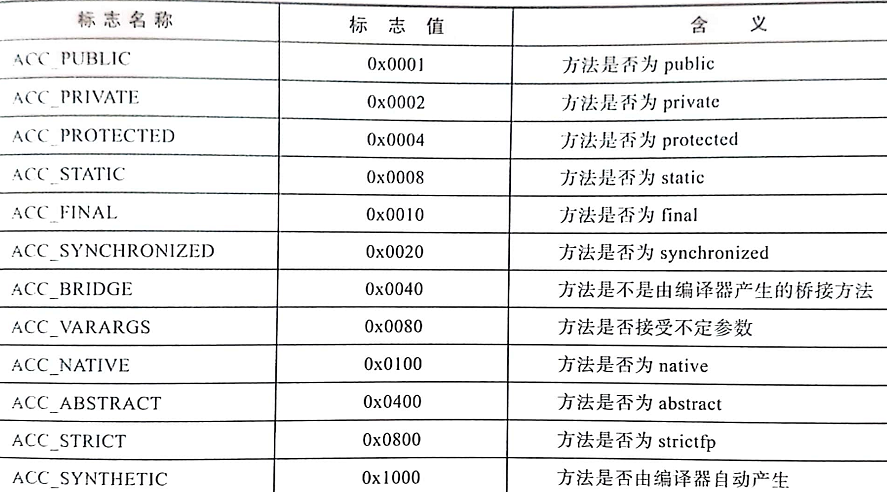 标志名称 标志值 含义
ACC_PUBLIC 0x0001 方法是否为 public
ACC_PRIVATE 0x0002 方法是否为 private
ACC_PROTECTED 0x0004 方法是否为 protected
ACC_STATIC 0x0008 方法是否为 static
ACC_FINAL 0x0010 方法是否为 final
ACC_SYNCHRONIZED 0x0020 方法是否为 synchronized
ACC_BRIDGE 0x0040 方法是不是由编译器产生的桥接方法
ACC_VARARGS 0x0080 方法是否接受不定参数
ACC_NATIVE 0x0100 方法是否为 native
ACC_ABSTRACT 0x0400 方法是否为 abstract
ACC_STRICT 0x0800 方法是否为 strictfp
ACC_SYNTHETIC 0x1000 方法是否由编译器自动产生